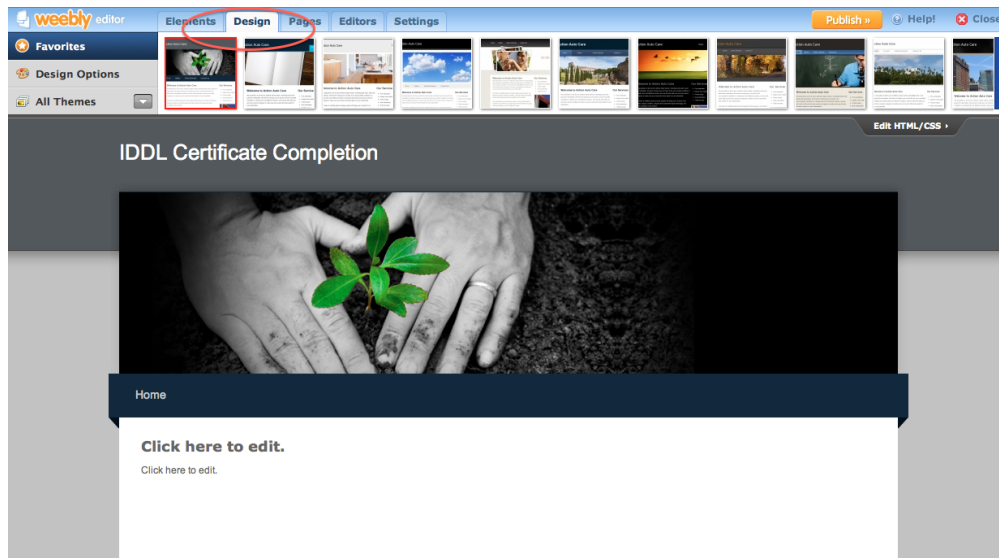 weebly editor
Elements Design Pages Editors Settings
Publish »
Help!
Close
Favorites
Design Options
All Themes
Edit HTML/CSS ›
IDDL Certificate Completion
Home
Click here to edit.
Click here to edit.